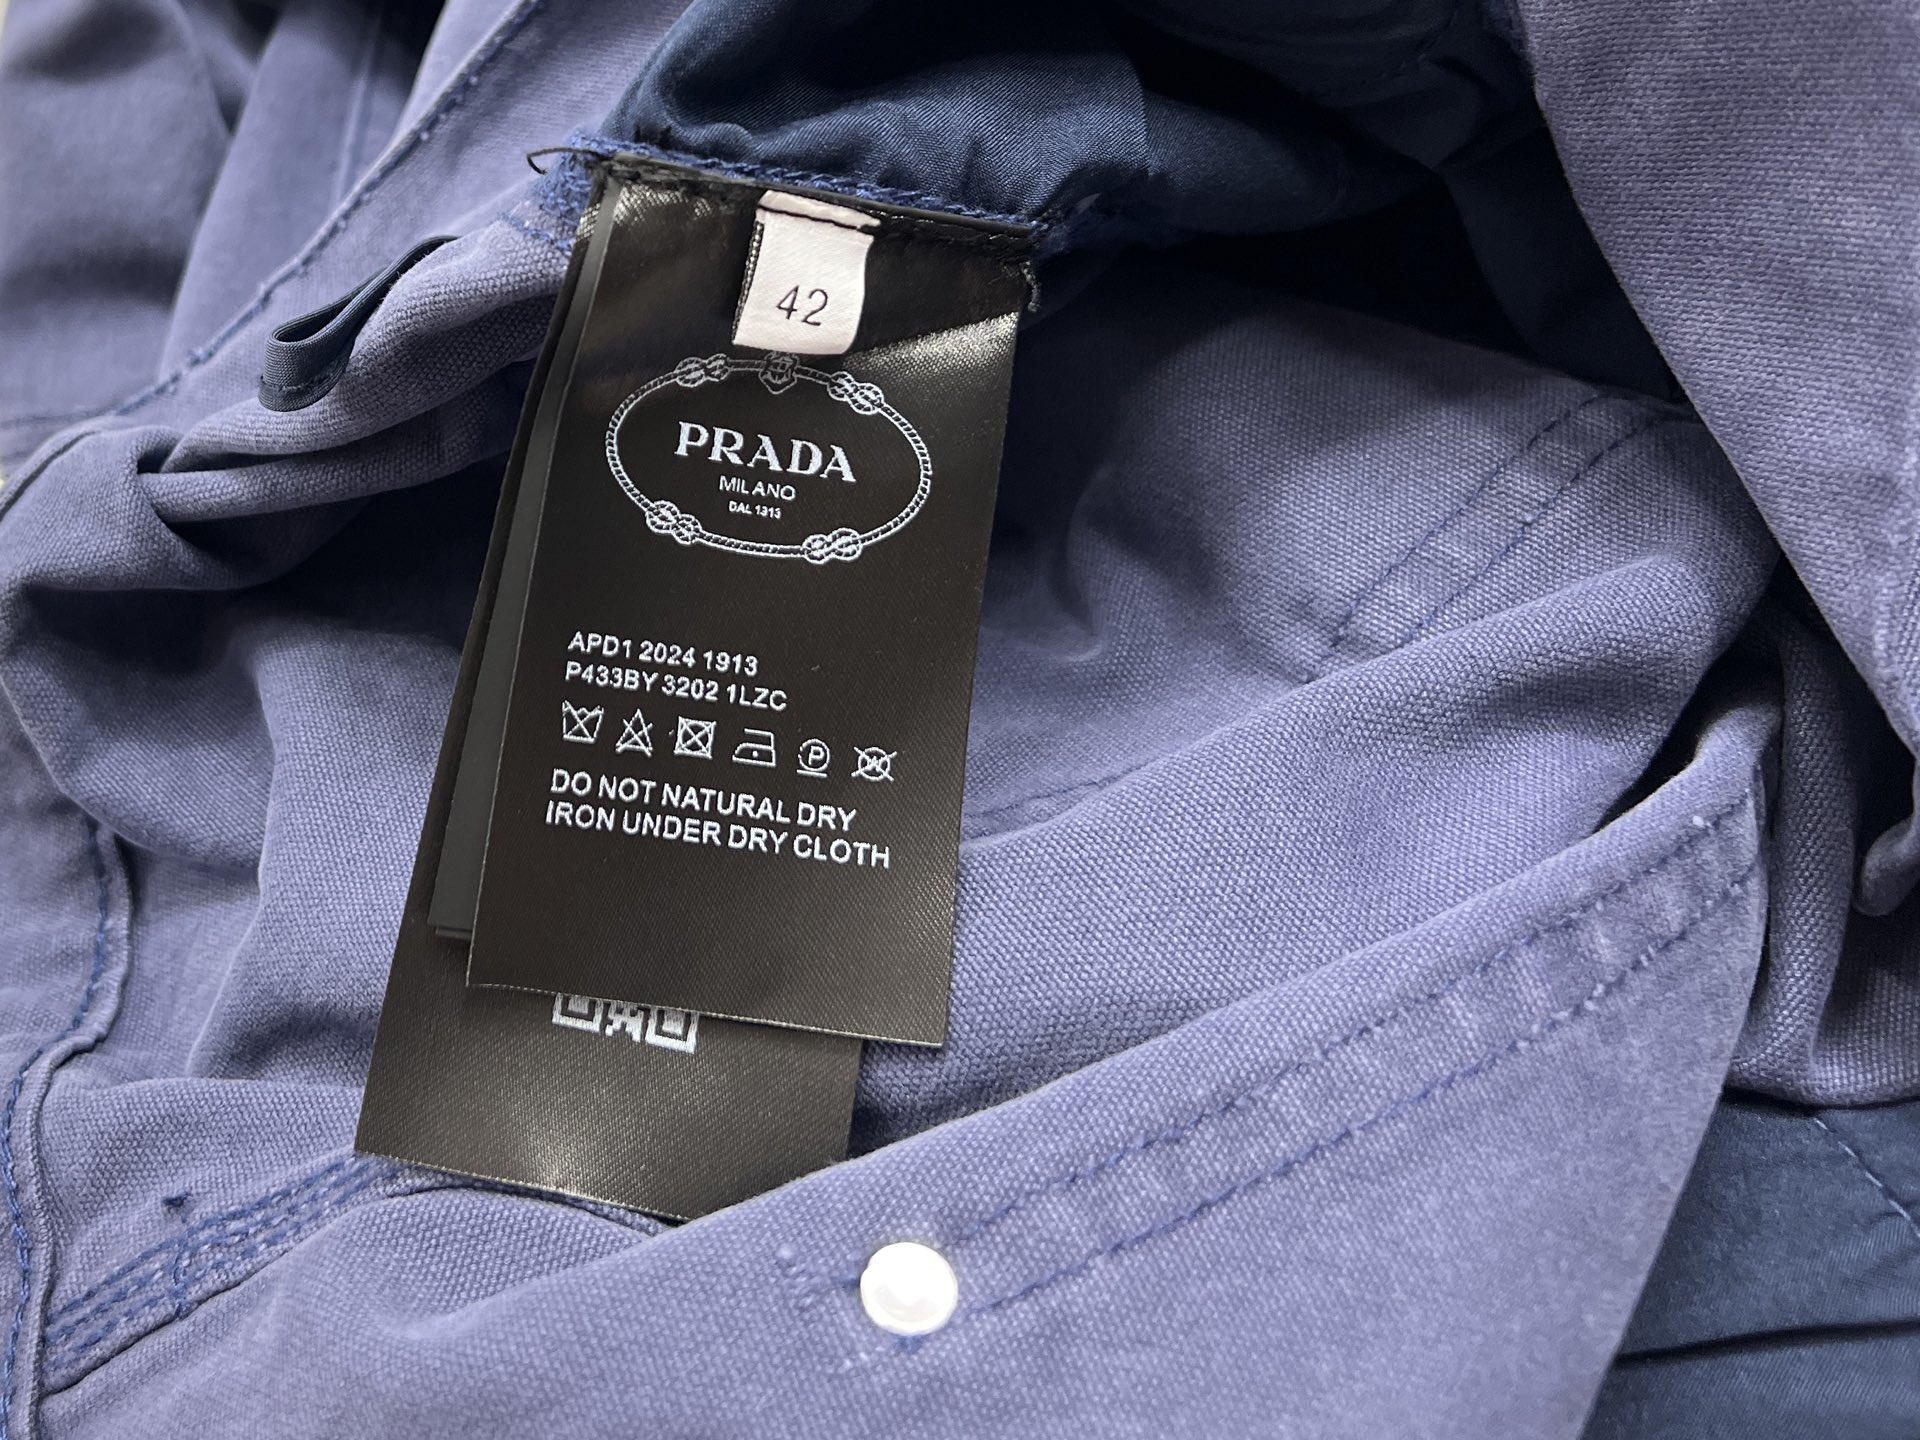 42
PRADA
MILANO
DAL 1913
APD1 2024 1913
P433BY 3202 1LZC
P
W
DO NOT NATURAL DRY
IRON UNDER DRY CLOTH